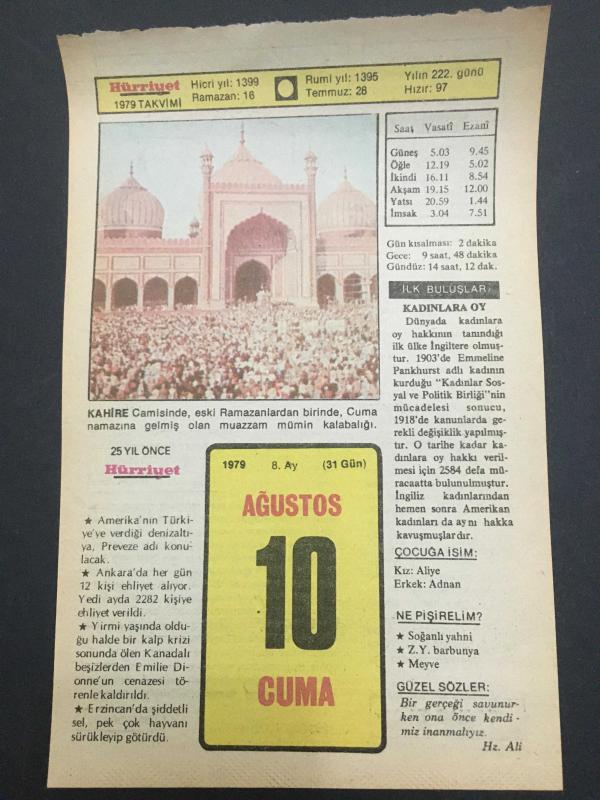 Hürriyet
1979 TAKVİMİ
Hicri yıl: 1399
Ramazan: 16
Rumi yıl: 1395
Temmuz: 28
Yılın 222. günü
Hızır: 97
Saat Vasatî Ezanî
Güneş 5.03 9.45
Öğle 12.19 5.02
İkindi 16.11 8.54
Akşam 19.15 12.00
Yatsı 20.59 1.44
İmsak 3.04 7.51
Gün kısalması: 2 dakika
Gece: 9 saat, 48 dakika
Gündüz: 14 saat, 12 dak.
KAHİRE Camisinde, eski Ramazanlardan birinde, Cuma
namazına gelmiş olan muazzam mümin kalabalığı.
25 YIL ÖNCE
Hürriyet
★ Amerika'nın Türki-
ye'ye verdiği denizaltı-
ya, Preveze adı konu-
lacak.
★ Ankara'da her gün
12 kişi ehliyet alıyor.
Yedi ayda 2282 kişiye
ehliyet verildi.
★ Yirmi yaşında oldu-
ğu halde bir kalp krizi
sonunda ölen Kanadalı
beşizlerden Emilie Di-
onne'un cenazesi tö-
renle kaldırıldı.
★ Erzincan'da şiddetli
sel, pek çok hayvanı
sürükleyip götürdü.
1979 8. Ay (31 Gün)
AĞUSTOS
10
CUMA
İLK BULUŞLAR:
KADINLARA OY
Dünyada kadınlara
oy hakkının tanındığı
ilk ülke İngiltere olmuş-
tur. 1903'de Emmeline
Pankhurst adlı kadının
kurduğu "Kadınlar Sos-
yal ve Politik Birliği"nin
mücadelesi sonucu,
1918'de kanunlarda ge-
rekli değişiklik yapılmış-
tır. O tarihe kadar ka-
dınlara oy hakkı veril-
mesi için 2584 defa mü-
racaatta bulunulmuştur.
İngiliz kadınlarından
hemen sonra Amerikan
kadınları da aynı hakka
kavuşmuşlardır.
ÇOCUĞA İSİM:
Kız: Aliye
Erkek: Adnan
NE PİŞİRELİM?
★ Soğanlı yahni
★ Z.Y. barbunya
★ Meyve
GÜZEL SÖZLER:
Bir gerçeği savunur-
ken ona önce kendi-
miz inanmalıyız.
Hz. Ali